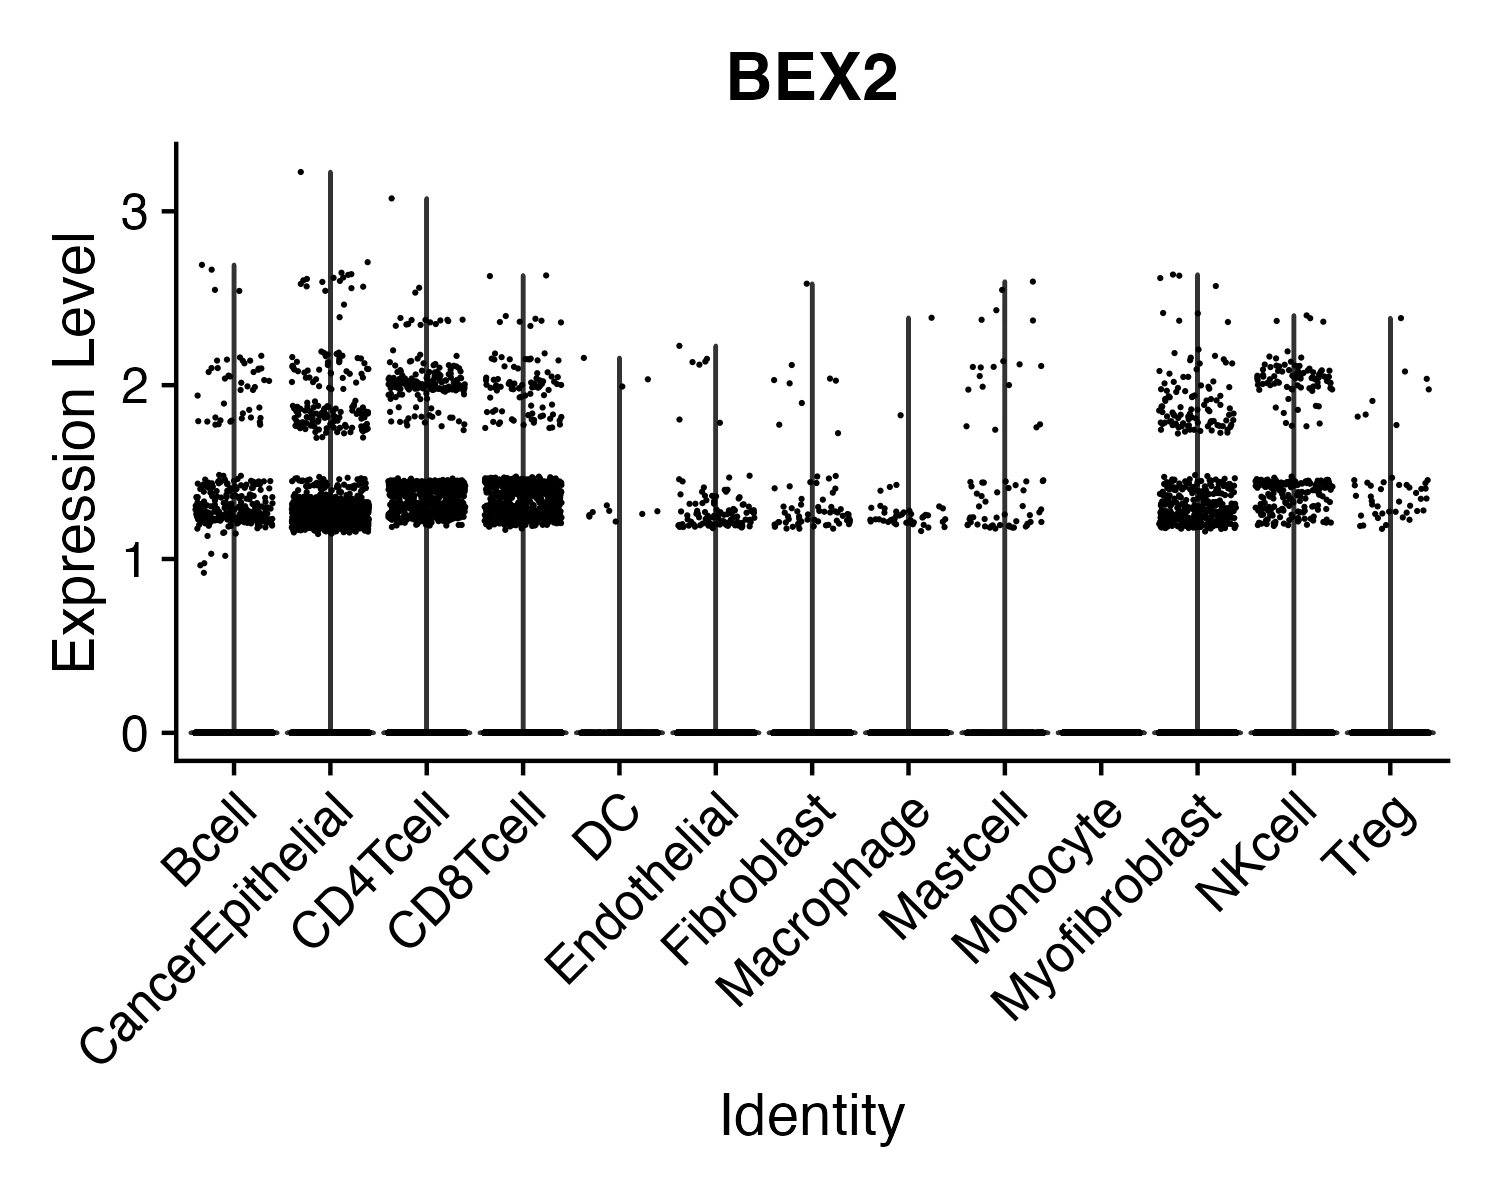 BEX2
Expression Level
3
2
1
0
Bcell
CancerEpithelial
CD4Tcell
CD8Tcell
DC
Endothelial
Fibroblast
Macrophage
Mastcell
Monocyte
Myofibroblast
NKcell
Treg
Identity